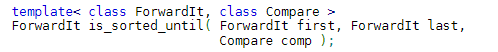 template< class ForwardIt, class Compare >
ForwardIt is_sorted_until( ForwardIt first, ForwardIt last,
                           Compare comp );